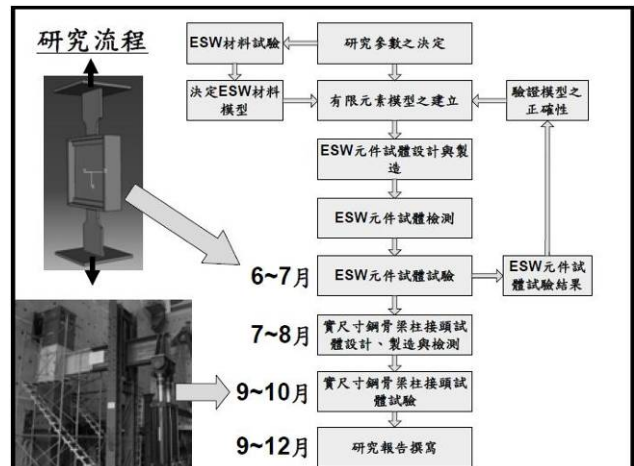 研究流程
ESW材料試驗
研究參數之決定
決定ESW材料
模型
有限元素模型之建立
驗證模型之
正確性
ESW元件試體設計與製
造
ESW元件試體檢測
6~7月
ESW元件試體試驗
ESW元件試
體試驗結果
7~8月
實尺寸鋼骨梁柱接頭試
體設計、製造與檢測
9~10月
實尺寸鋼骨梁柱接頭試
體試驗
9~12月
研究報告撰寫